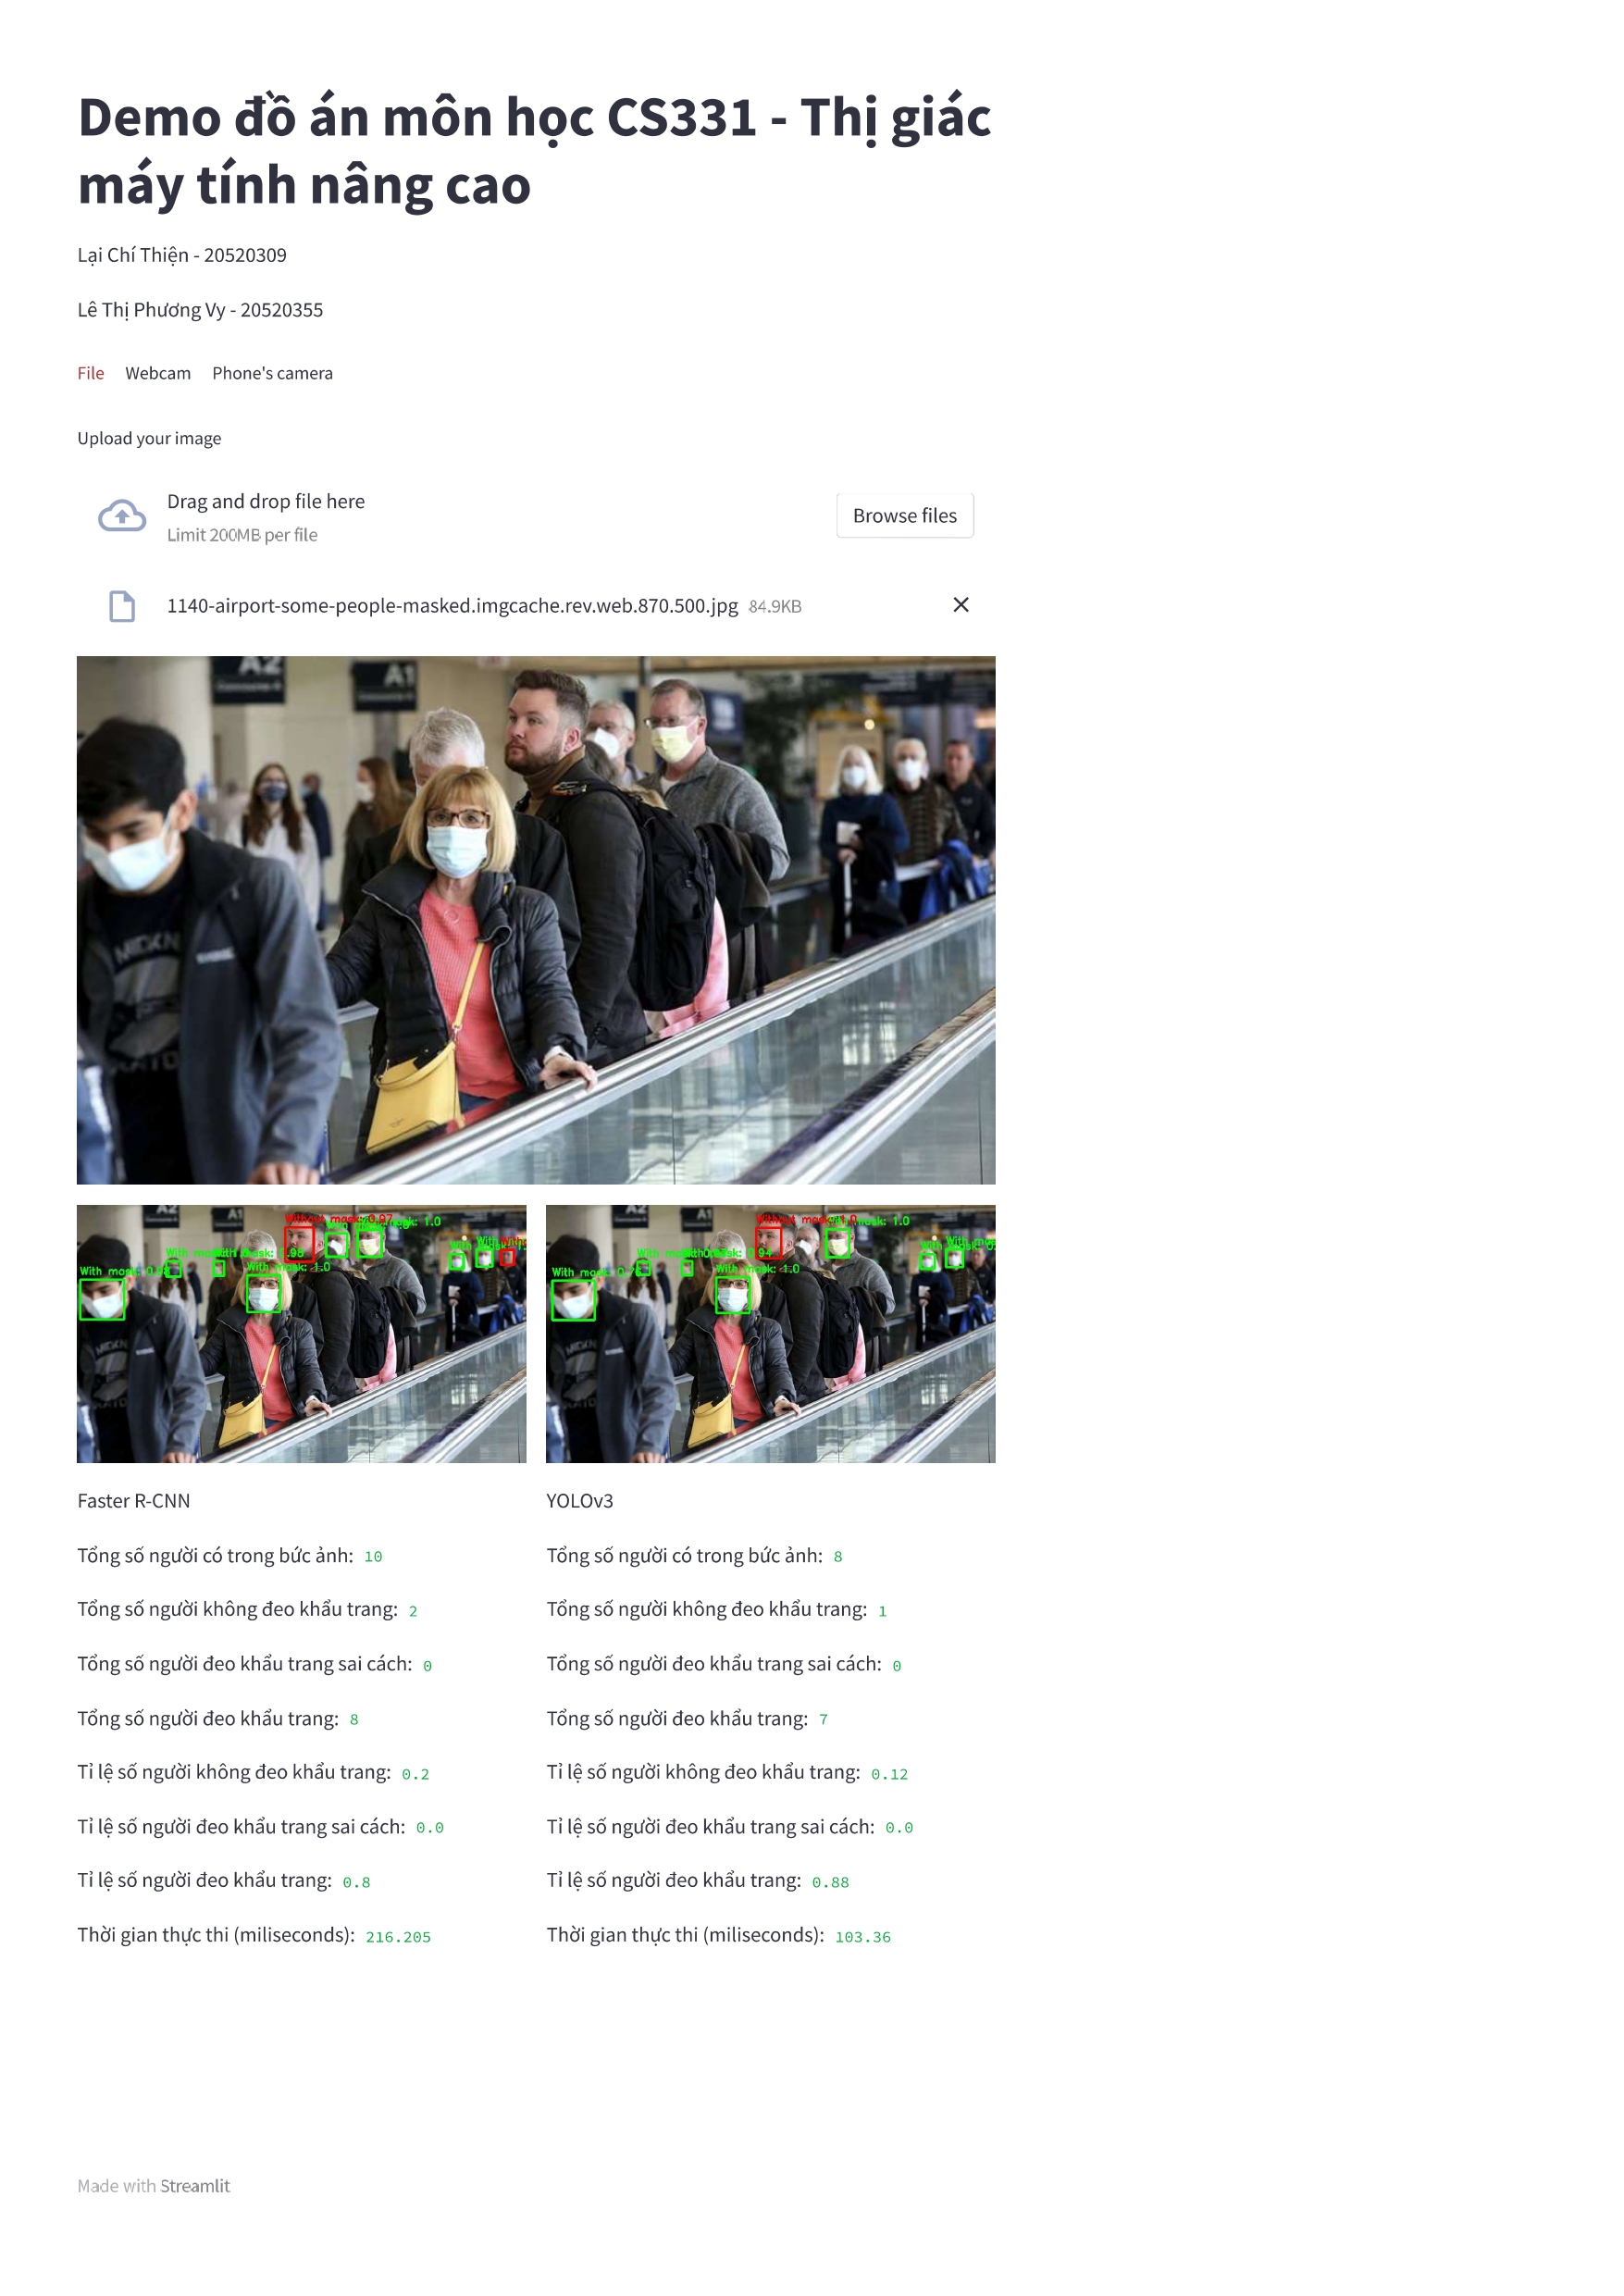 Demo đồ án môn học CS331 - Thị giác
máy tính nâng cao
Lại Chí Thiện - 20520309
Lê Thị Phương Vy - 20520355
File Webcam Phone's camera
Upload your image
Drag and drop file here
Limit 200MB per file
Browse files
1140-airport-some-people-masked.imgcache.rev.web.870.500.jpg 84.9KB
A2
A1
With mask: 1.0
With mask: 1.0
Faster R-CNN
Tổng số người có trong bức ảnh: 10
Tổng số người không đeo khẩu trang: 2
Tổng số người đeo khẩu trang sai cách: 0
Tổng số người đeo khẩu trang: 8
Tỉ lệ số người không đeo khẩu trang: 0.2
Tỉ lệ số người đeo khẩu trang sai cách: 0.0
Tỉ lệ số người đeo khẩu trang: 0.8
Thời gian thực thi (miliseconds): 216.205
YOLOv3
Tổng số người có trong bức ảnh: 8
Tổng số người không đeo khẩu trang: 1
Tổng số người đeo khẩu trang sai cách: 0
Tổng số người đeo khẩu trang: 7
Tỉ lệ số người không đeo khẩu trang: 0.12
Tỉ lệ số người đeo khẩu trang sai cách: 0.0
Tỉ lệ số người đeo khẩu trang: 0.88
Thời gian thực thi (miliseconds): 103.36
Made with Streamlit